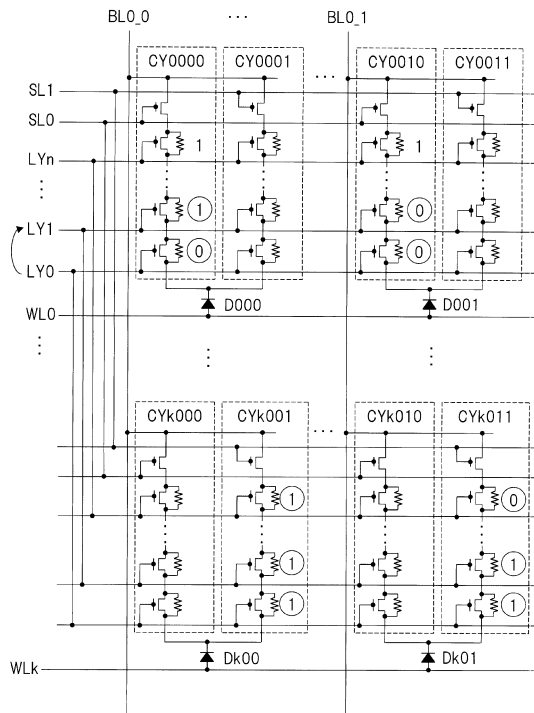 BL0_0 ··· BL0_1
CY0000 CY0001 ··· CY0010 CY0011
SL1
SL0
1 1
LYn
1 0
LY1
0 0
LY0
D000 D001
WL0
CYk000 CYk001 ··· CYk010 CYk011
1 0
1 1
1 1
Dk00 Dk01
WLk